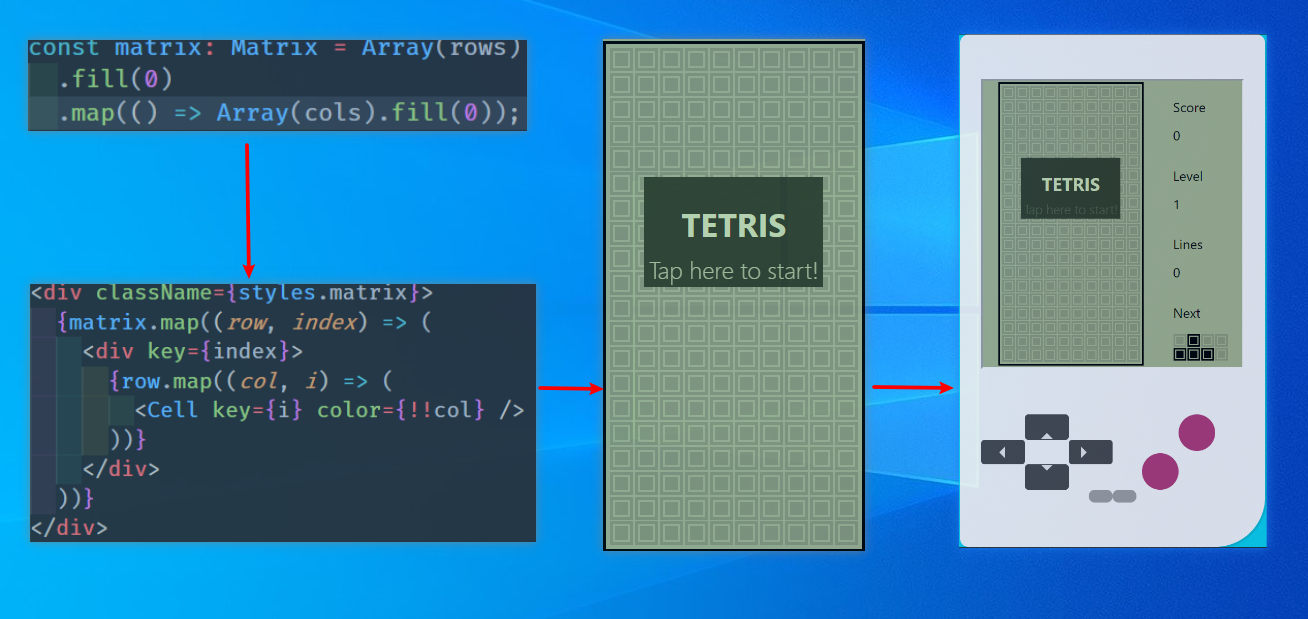 const matrix: Matrix = Array(rows)
.fill(0)
.map(() => Array(cols).fill(0));
<div className={styles.matrix}>
{matrix.map((row, index) => (
<div key={index}>
{row.map((col, i) => (
<Cell key={i} color={!!col} />
))}
</div>
))}
</div>
TETRIS
Tap here to start!
TETRIS
Tap here to start!
Score
0
Level
1
Lines
0
Next